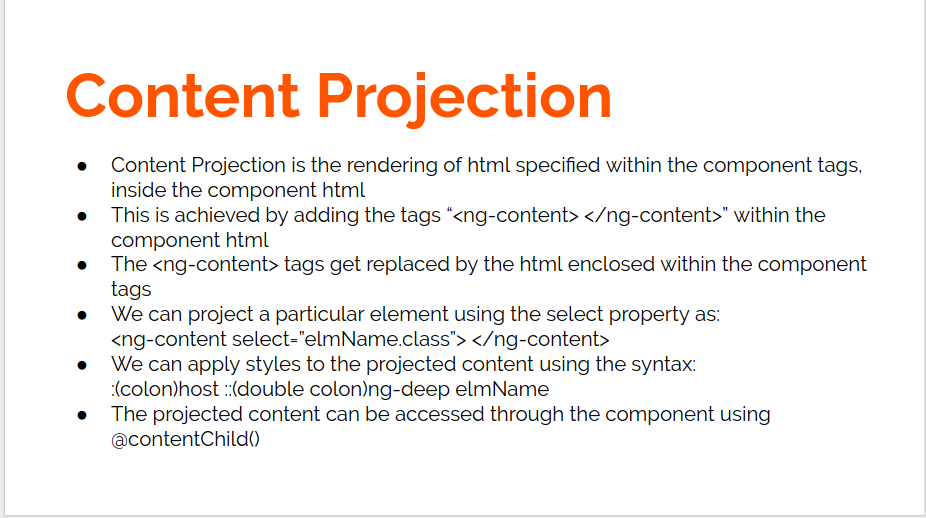 Content Projection
● Content Projection is the rendering of html specified within the component tags,
inside the component html
● This is achieved by adding the tags “<ng-content> </ng-content>” within the
component html
● The <ng-content> tags get replaced by the html enclosed within the component
tags
● We can project a particular element using the select property as:
<ng-content select=”elmName.class”> </ng-content>
● We can apply styles to the projected content using the syntax:
:(colon)host ::(double colon)ng-deep elmName
● The projected content can be accessed through the component using
@contentChild()